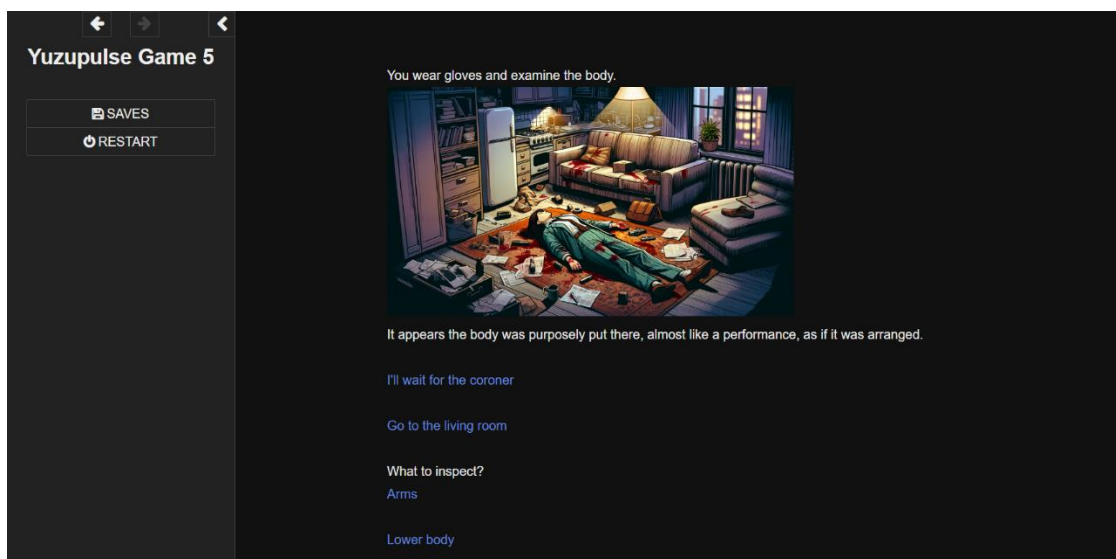 Yuzupulse Game 5
SAVES
RESTART
You wear gloves and examine the body.
It appears the body was purposely put there, almost like a performance, as if it was arranged.
I'll wait for the coroner
Go to the living room
What to inspect?
Arms
Lower body